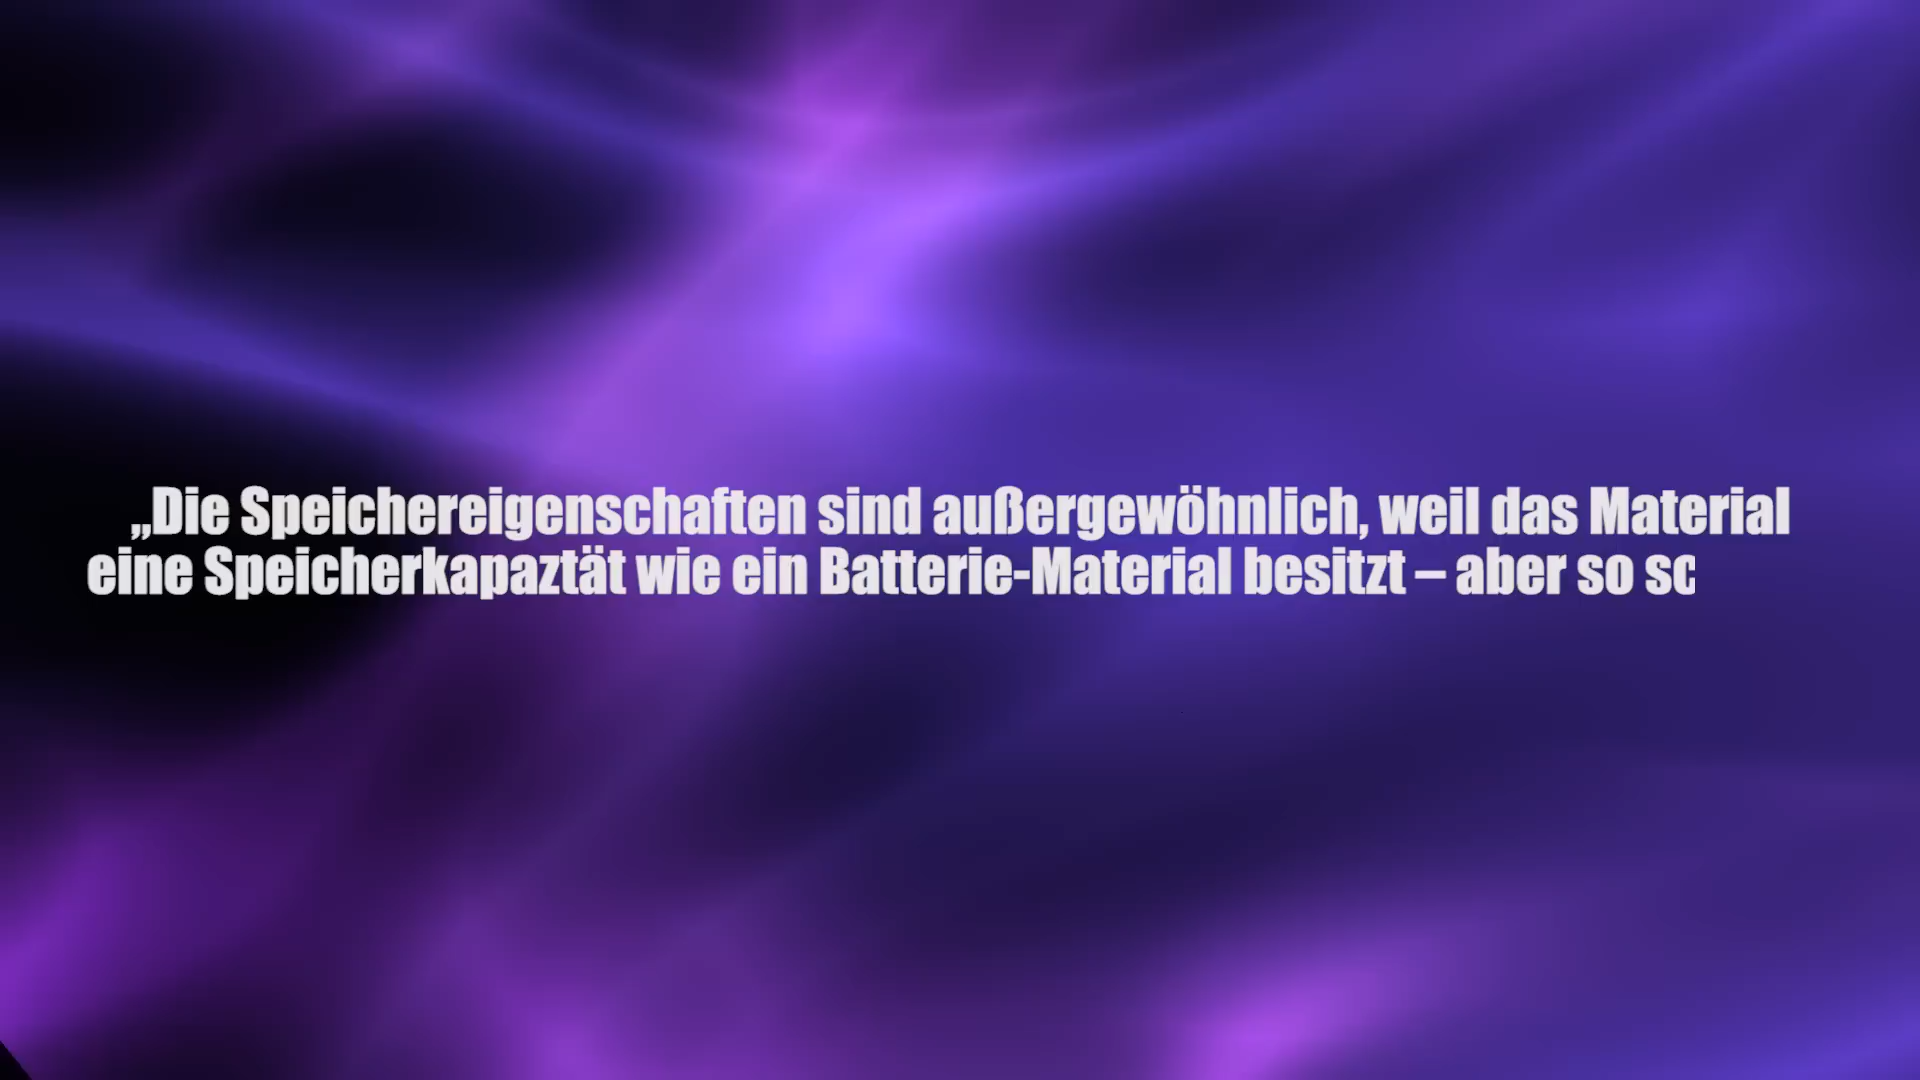 „Die Speichereigenschaften sind außergewöhnlich, weil das Material
eine Speicherkapaztät wie ein Batterie-Material besitzt – aber so sc